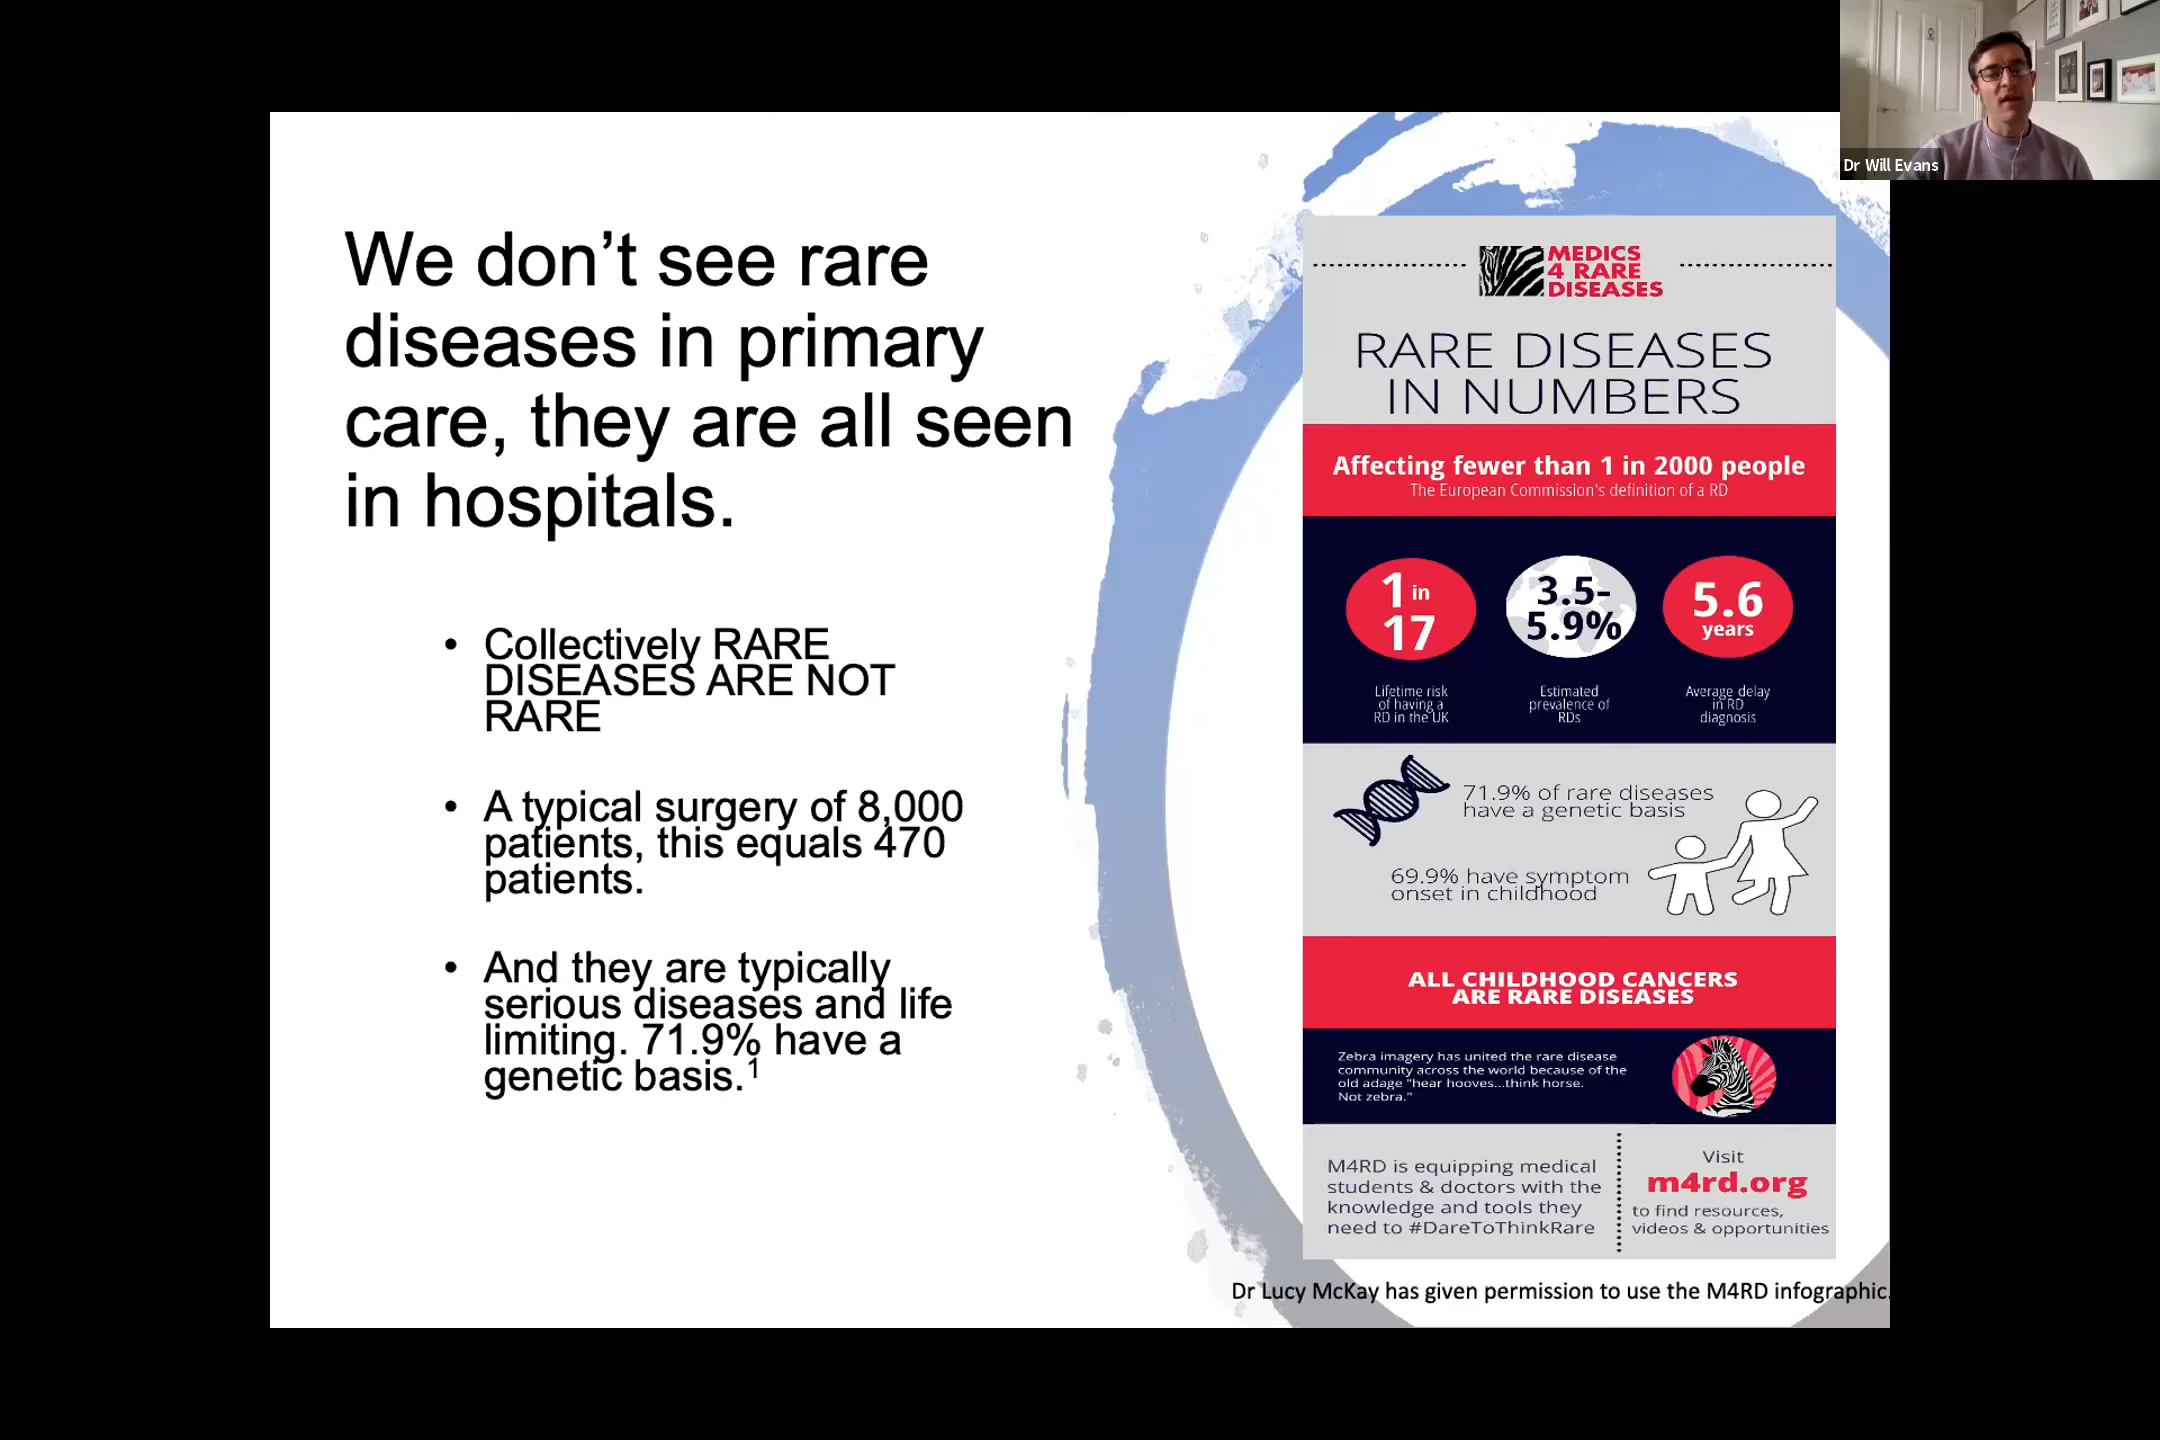 Dr Will Evans
We don’t see rare
diseases in primary
care, they are all seen
in hospitals.
• Collectively RARE
DISEASES ARE NOT
RARE
• A typical surgery of 8,000
patients, this equals 470
patients.
• And they are typically
serious diseases and life
limiting. 71.9% have a
genetic basis.¹
MEDICS
4 RARE
DISEASES
RARE DISEASES
IN NUMBERS
Affecting fewer than 1 in 2000 people
The European Commission's definition of a RD
1 in
17
Lifetime risk
of having a
RD in the UK
3.5-
5.9%
Estimated
prevalence of
RDs
5.6
years
Average delay
in RD
diagnosis
71.9% of rare diseases
have a genetic basis
69.9% have symptom
onset in childhood
ALL CHILDHOOD CANCERS
ARE RARE DISEASES
Zebra imagery has united the rare disease
community across the world because of the
old adage "hear hooves...think horse.
Not zebra."
M4RD is equipping medical
students & doctors with the
knowledge and tools they
need to #DareToThinkRare
Visit
m4rd.org
to find resources,
videos & opportunities
Dr Lucy McKay has given permission to use the M4RD infographic.